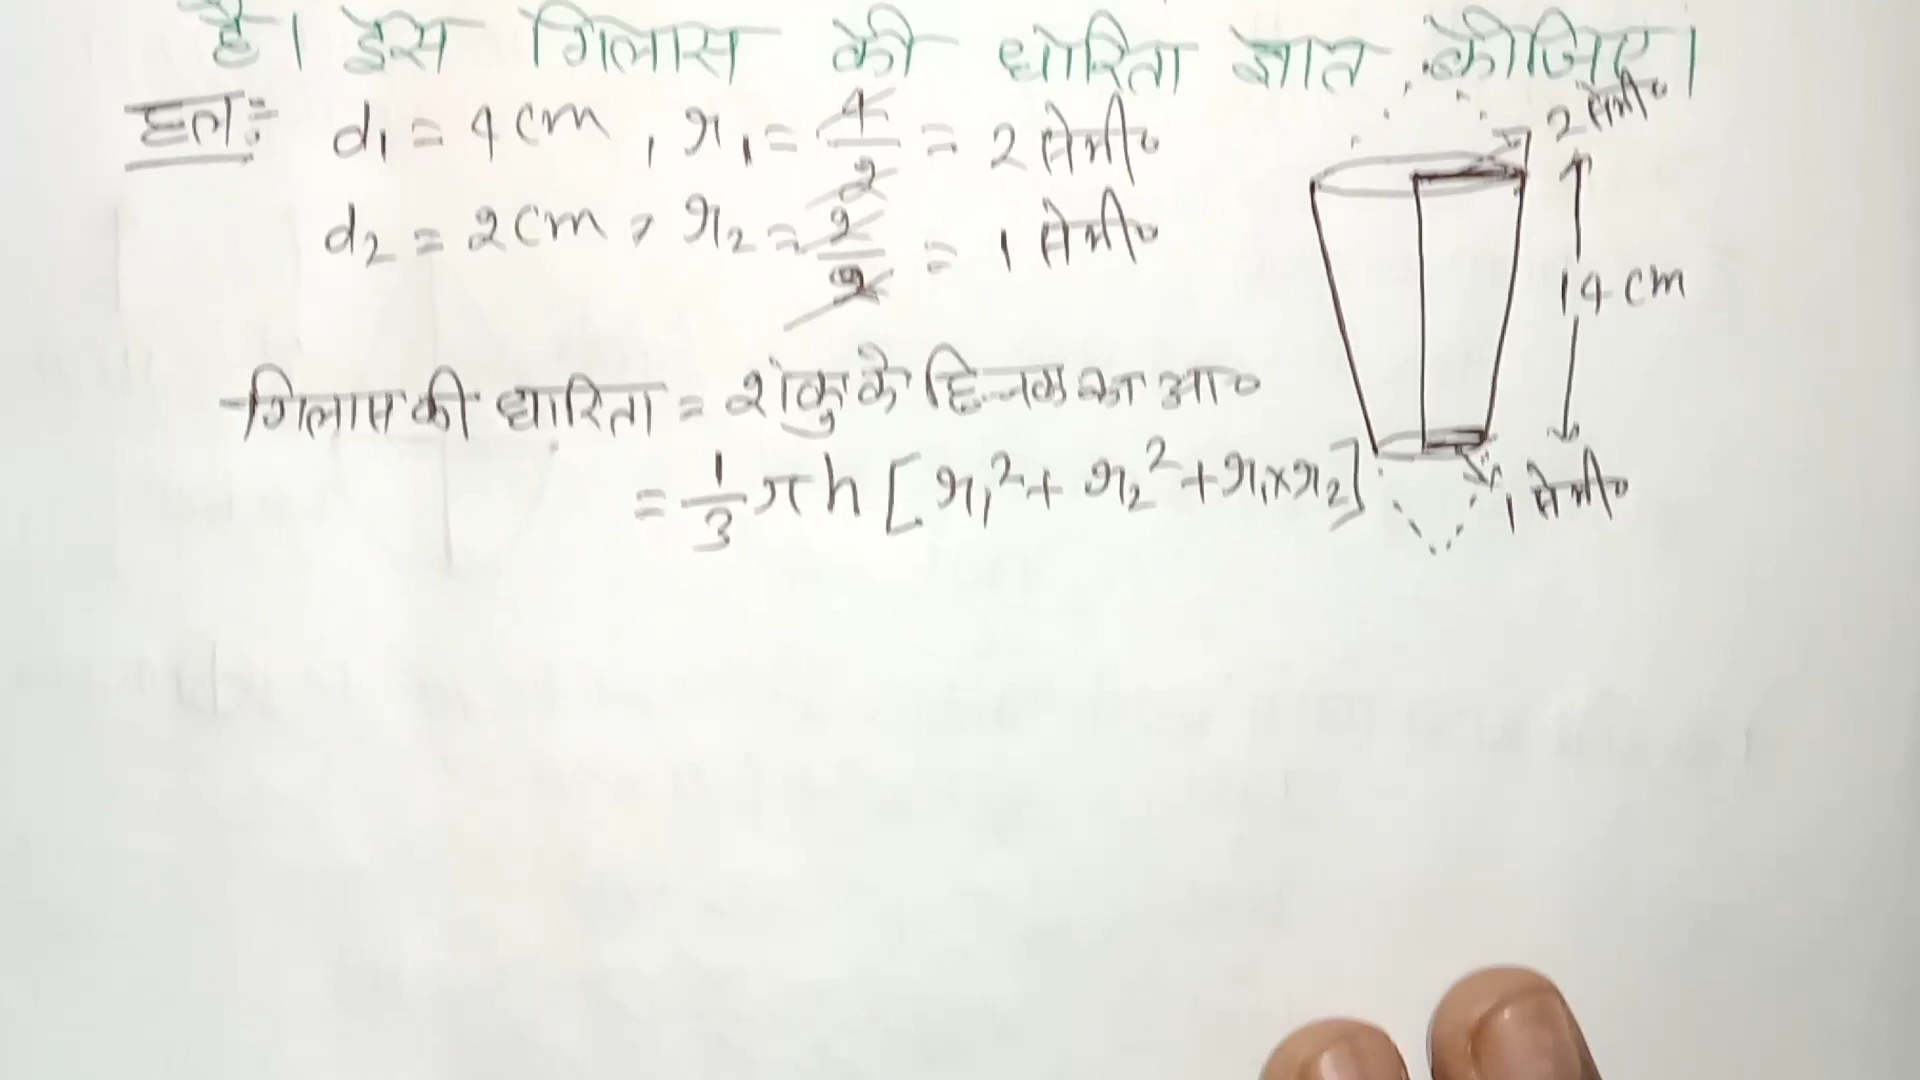 है। इस गिलास की धारिता ज्ञात कीजिए।
हल:- d₁ = 4 cm, r₁ = 4/2 = 2 सेमी०
d₂ = 2 cm, r₂ = 2/2 = 1 सेमी०
गिलास की धारिता = शंकु के छिन्नक का आ०
= 1/3 π h [r₁² + r₂² + r₁ × r₂]
2 सेमी०
14 cm
1 सेमी०